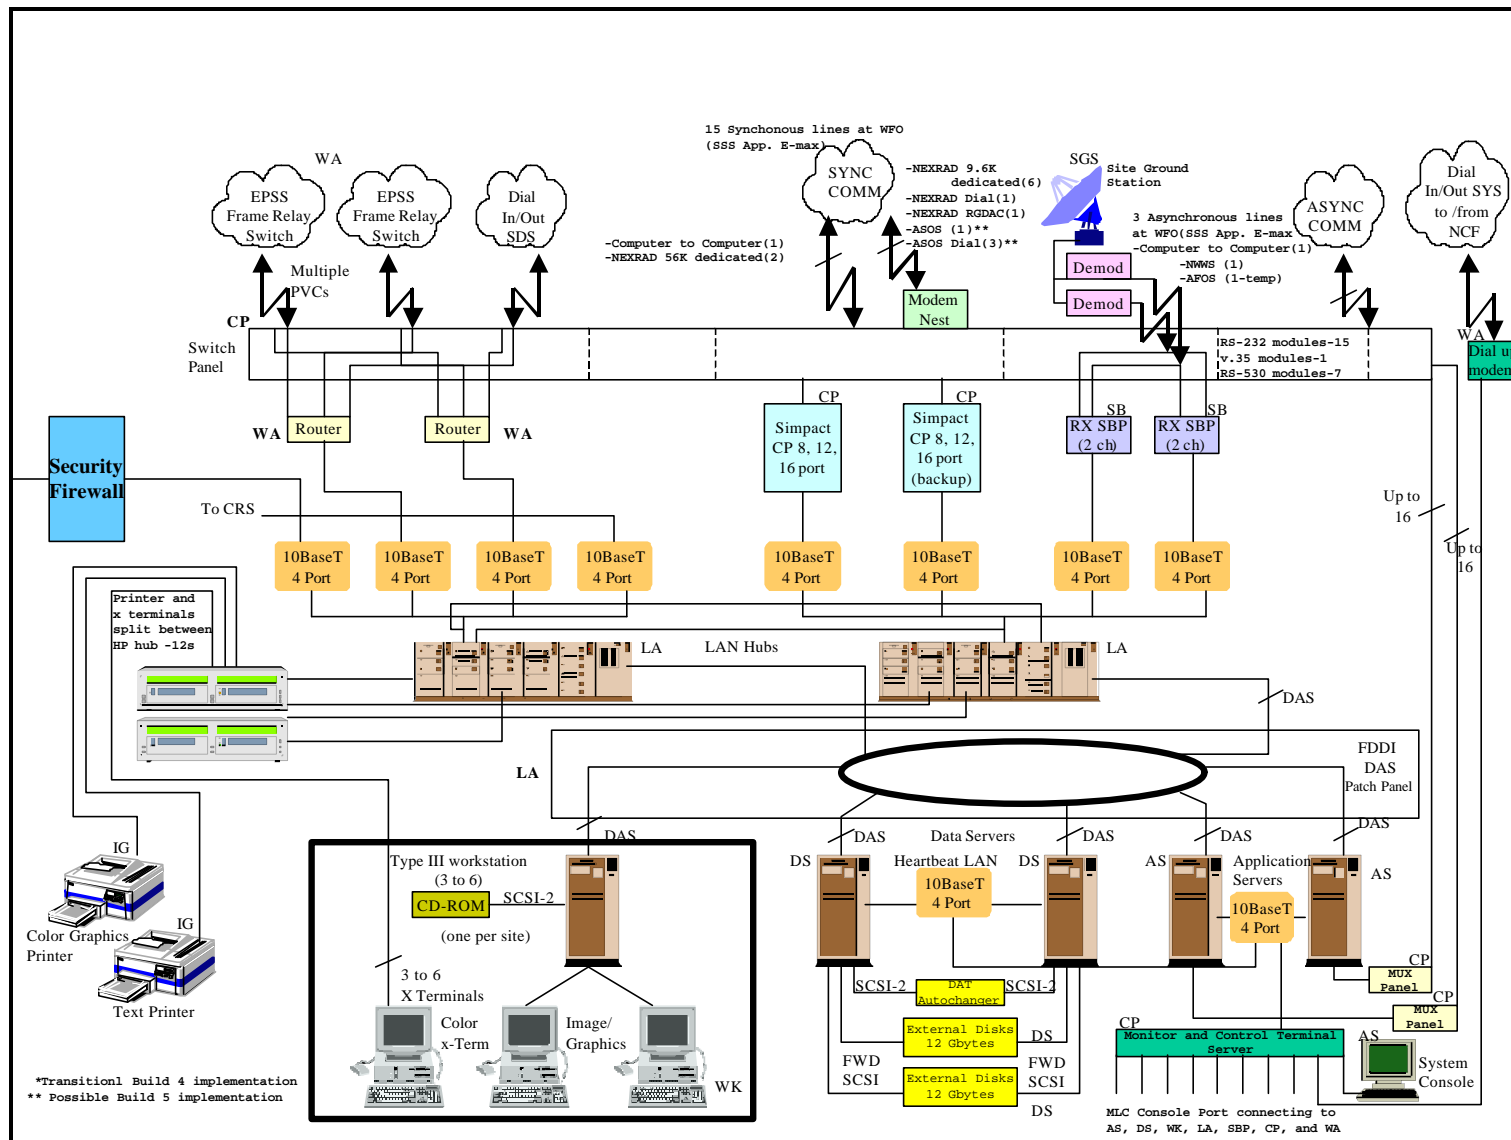 15 Synchonous lines at WFO
(SSS App. E-max)
WA
EPSS
Frame Relay
Switch
EPSS
Frame Relay
Switch
Dial
In/Out
SDS
SYNC
COMM
-NEXRAD 9.6K
dedicated(6)
-NEXRAD Dial(1)
-NEXRAD RGDAC(1)
-ASOS (1)**
-ASOS Dial(3)**
SGS
Site Ground
Station
ASYNC
COMM
Dial
In/Out SYS
to /from
NCF
3 Asynchronous lines
at WFO(SSS App. E-max
-Computer to Computer(1)
-NWWS (1)
-AFOS (1-temp)
-Computer to Computer(1)
-NEXRAD 56K dedicated(2)
Multiple
PVCs
Demod
Demod
Modem
Nest
CP
Switch
Panel
RS-232 modules-15
v.35 modules-1
RS-530 modules-7
WA
Dial up
modem
WA
Router
Router
WA
CP
Simpact
CP 8, 12,
16 port
CP
Simpact
CP 8, 12,
16 port
(backup)
SB
RX SBP
(2 ch)
SB
RX SBP
(2 ch)
Security
Firewall
To CRS
Up to
16
Up to
16
10BaseT
4 Port
10BaseT
4 Port
10BaseT
4 Port
10BaseT
4 Port
10BaseT
4 Port
10BaseT
4 Port
10BaseT
4 Port
10BaseT
4 Port
Printer and
x terminals
split between
HP hub -12s
LA
LAN Hubs
LA
DAS
LA
FDDI
DAS
Patch Panel
DAS
DAS
Data Servers
DAS
DAS
DAS
Type III workstation
(3 to 6)
CD-ROM
SCSI-2
(one per site)
DS
Heartbeat LAN
DS
10BaseT
4 Port
AS
Application
Servers
AS
10BaseT
4 Port
IG
Color Graphics
Printer
IG
Text Printer
3 to 6
X Terminals
Color
x-Term
Image/
Graphics
WK
SCSI-2
DAT
Autochanger
SCSI-2
External Disks
12 Gbytes
DS
FWD
SCSI
FWD
SCSI
External Disks
12 Gbytes
DS
CP
MUX
Panel
CP
MUX
Panel
CP
Monitor and Control Terminal
Server
AS
System
Console
MLC Console Port connecting to
AS, DS, WK, LA, SBP, CP, and WA
*Transitionl Build 4 implementation
** Possible Build 5 implementation